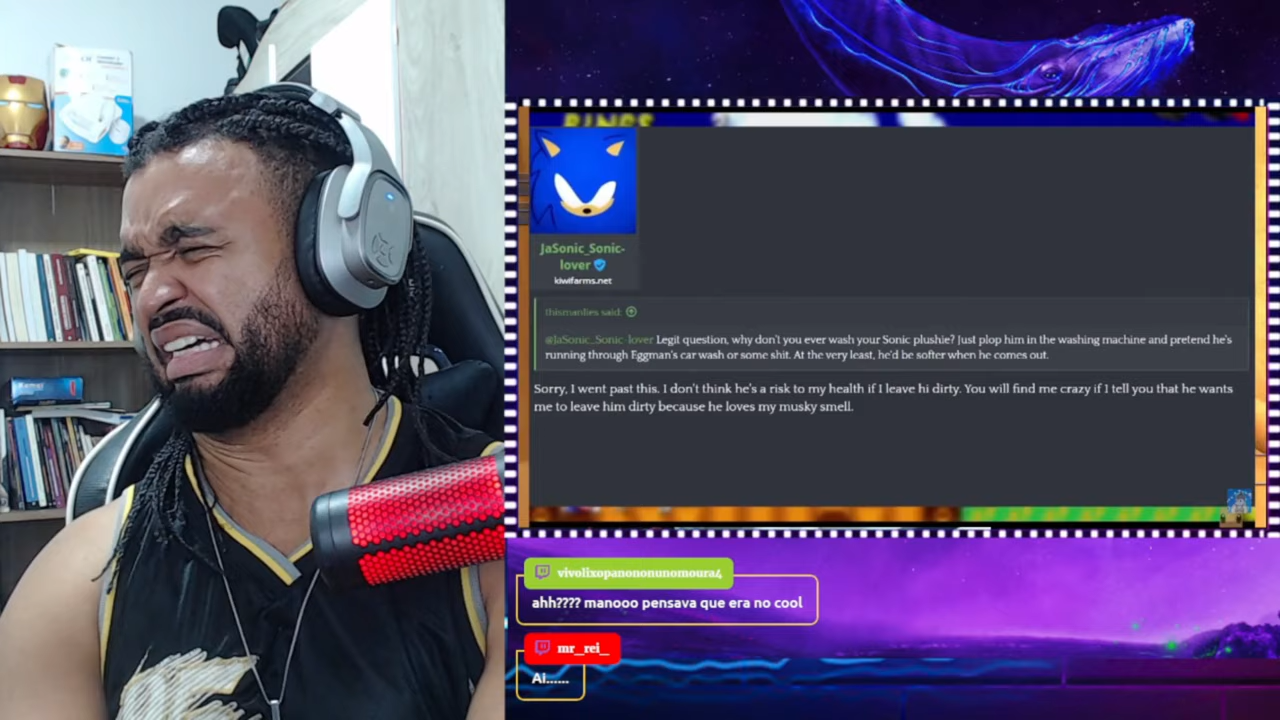 RINGS
JaSonic_Sonic-
lover
kiwifarms.net
thismanlies said:
@JaSonic_Sonic-lover Legit question, why don't you ever wash your Sonic plushie? Just plop him in the washing machine and pretend he's
running through Eggman's car wash or some shit. At the very least, he'd be softer when he comes out.
Sorry, I went past this. I don't think he's a risk to my health if I leave hi dirty. You will find me crazy if I tell you that he wants
me to leave him dirty because he loves my musky smell.
vivolixopanononunomoura4
ahh???? manooo pensava que era no cool
mr_rei_
Ai......